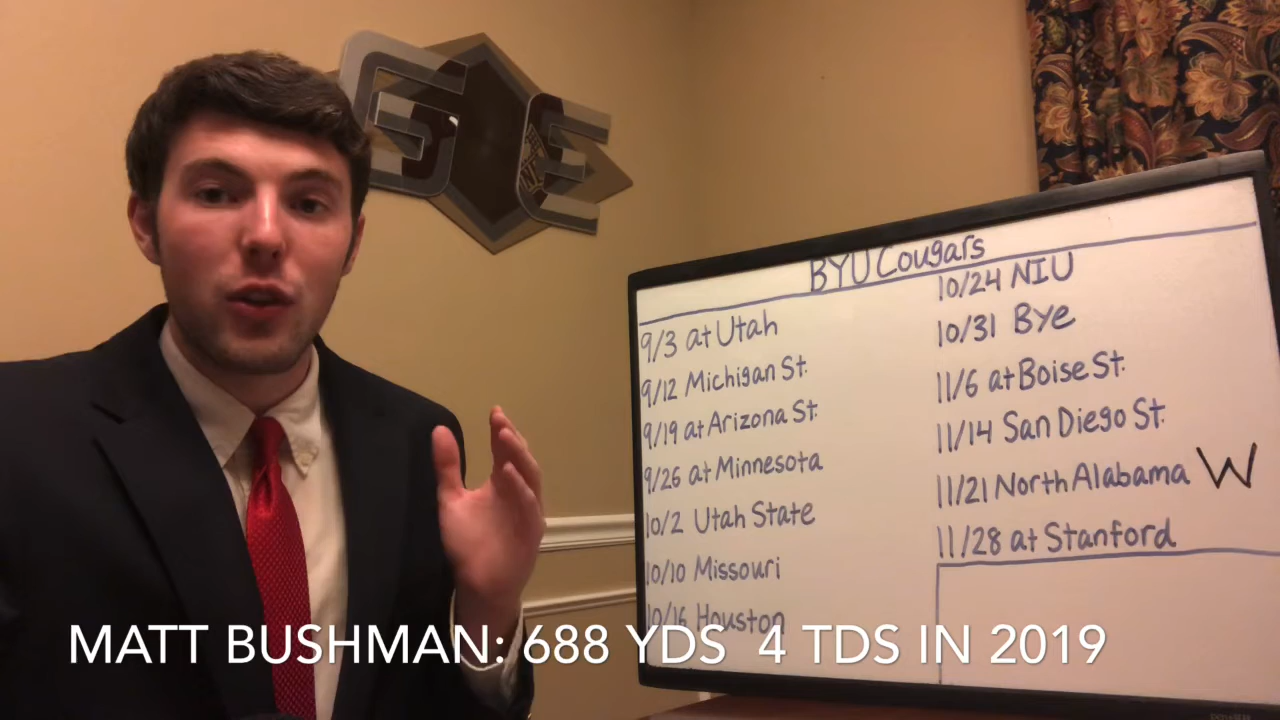 GE
BYU Cougars
9/3 at Utah
9/12 Michigan St.
9/19 at Arizona St.
9/26 at Minnesota
10/2 Utah State
10/10 Missouri
10/16 Houston
10/24 NIU
10/31 Bye
11/6 at Boise St.
11/14 San Diego St.
11/21 North Alabama W
11/28 at Stanford
MATT BUSHMAN: 688 YDS 4 TDS IN 2019